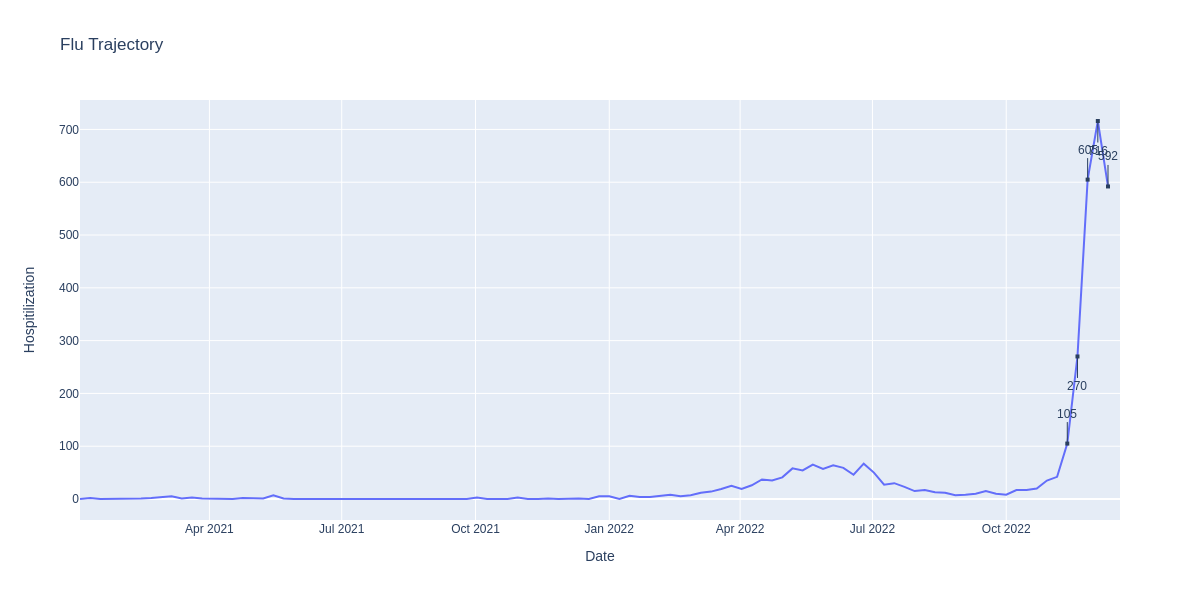 Flu Trajectory
Hospitilization
700
600
500
400
300
200
100
0
605
716
592
270
105
Apr 2021
Jul 2021
Oct 2021
Jan 2022
Apr 2022
Jul 2022
Oct 2022
Date